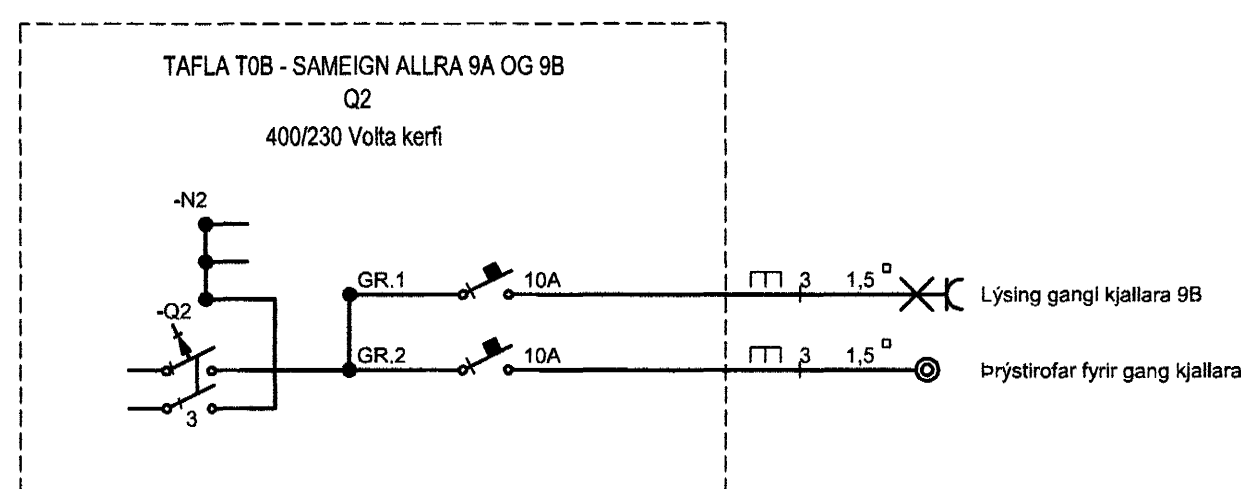 TAFLA T0B - SAMEIGN ALLRA 9A OG 9B
Q2
400/230 Volta kerfi
-N2
GR.1 10A 3 1,5 Lýsing gangI kjallara 9B
-Q2
GR.2 10A 3 1,5 Þrýstirofar fyrir gang kjallara
3